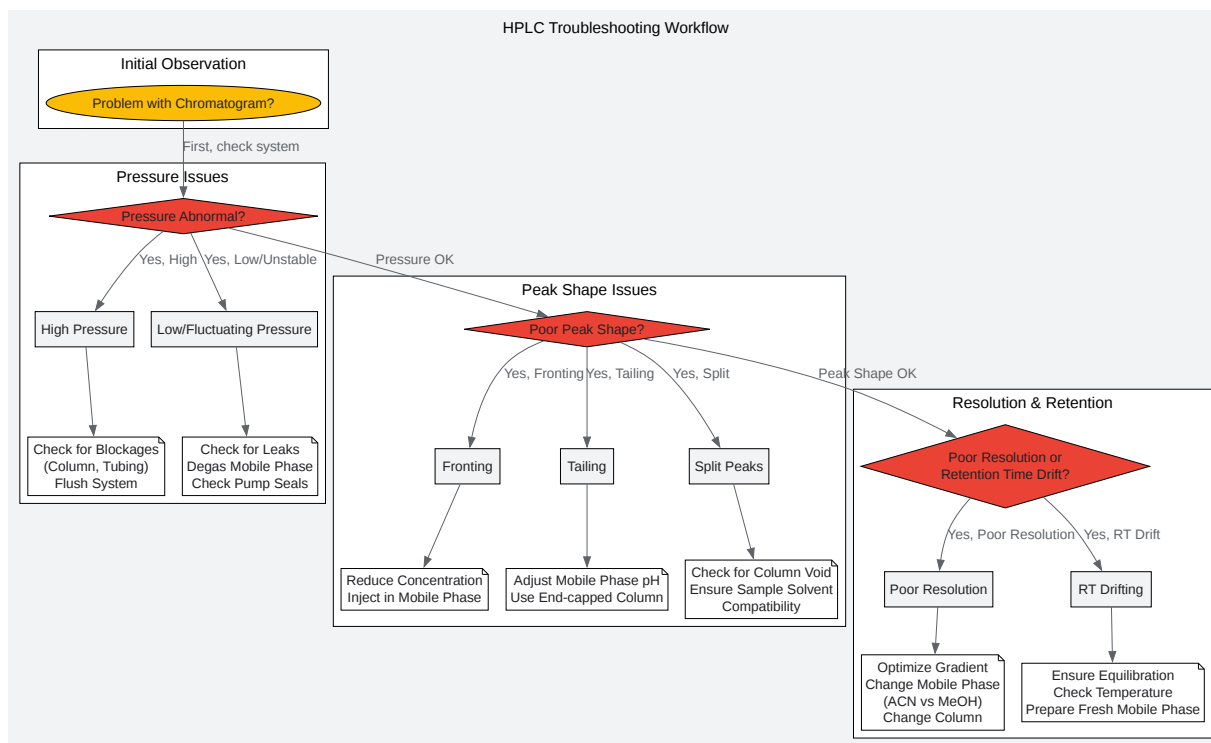 HPLC Troubleshooting Workflow
Initial Observation
Problem with Chromatogram?
First, check system
Pressure Issues
Pressure Abnormal?
Yes, High
Yes, Low/Unstable
Pressure OK
High Pressure
Low/Fluctuating Pressure
Check for Blockages
(Column, Tubing)
Flush System
Check for Leaks
Degas Mobile Phase
Check Pump Seals
Peak Shape Issues
Poor Peak Shape?
Yes, Fronting
Yes, Tailing
Yes, Split
Peak Shape OK
Fronting
Tailing
Split Peaks
Reduce Concentration
Inject in Mobile Phase
Adjust Mobile Phase pH
Use End-capped Column
Check for Column Void
Ensure Sample Solvent
Compatibility
Resolution & Retention
Poor Resolution or
Retention Time Drift?
Yes, Poor Resolution
Yes, RT Drift
Poor Resolution
RT Drifting
Optimize Gradient
Change Mobile Phase
(ACN vs MeOH)
Change Column
Ensure Equilibration
Check Temperature
Prepare Fresh Mobile Phase